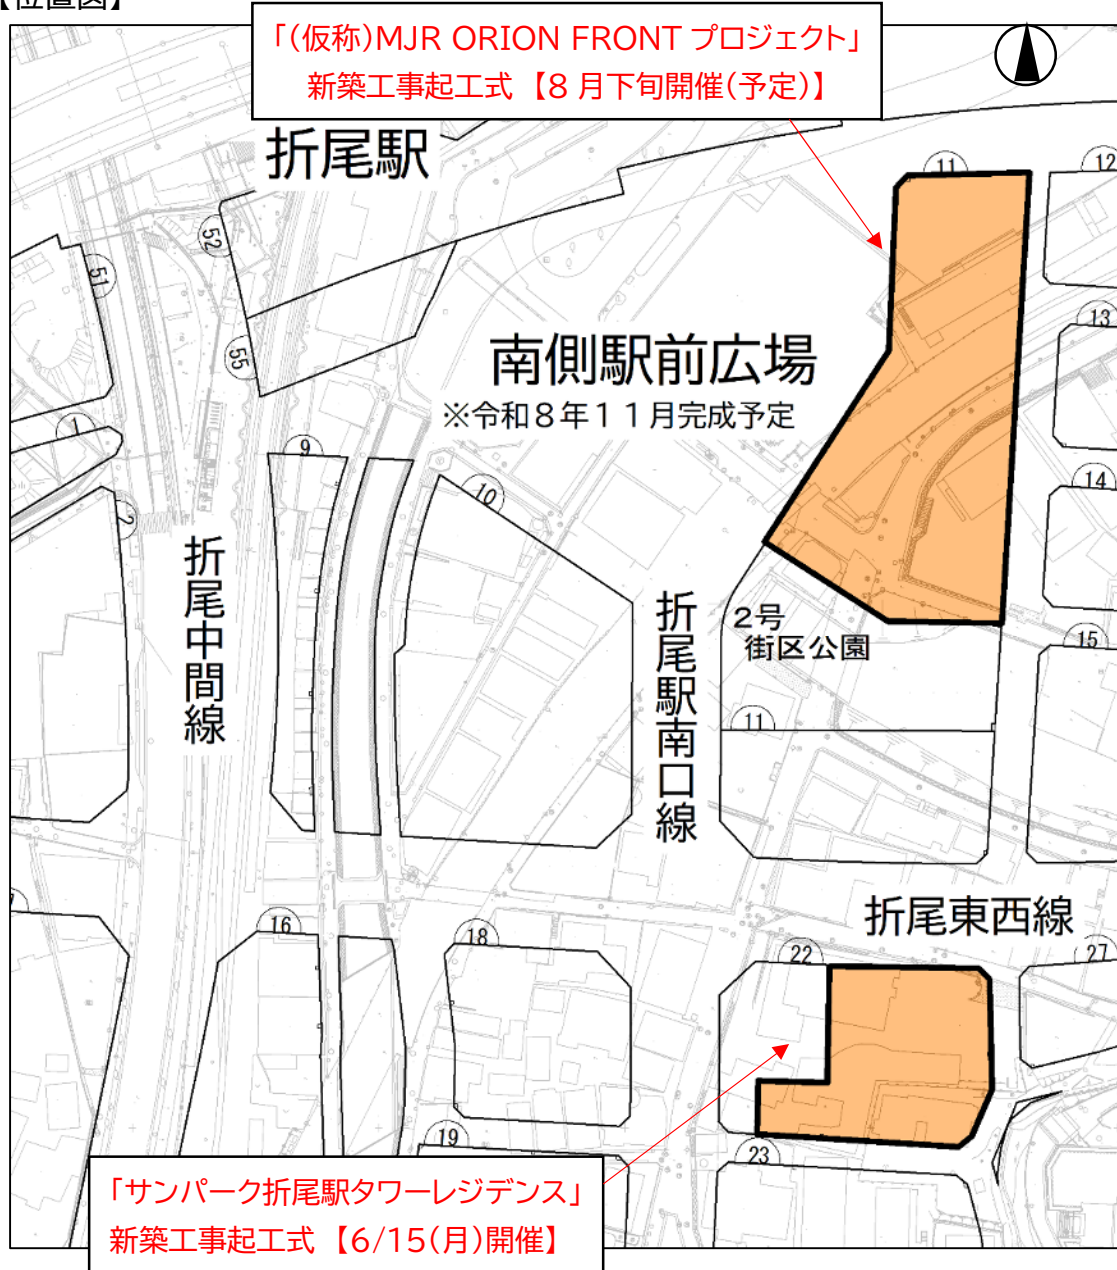 【位置図】
「(仮称)MJR ORION FRONT プロジェクト」
新築工事起工式 【8 月下旬開催(予定)】
折尾駅
11
12
52
51
13
55
南側駅前広場
※令和8年11月完成予定
1
9
10
14
2
折尾中間線
折尾駅南口線
2号
街区公園
15
11
折尾東西線
16
18
22
27
19
23
「サンパーク折尾駅タワーレジデンス」
新築工事起工式 【6/15(月)開催】